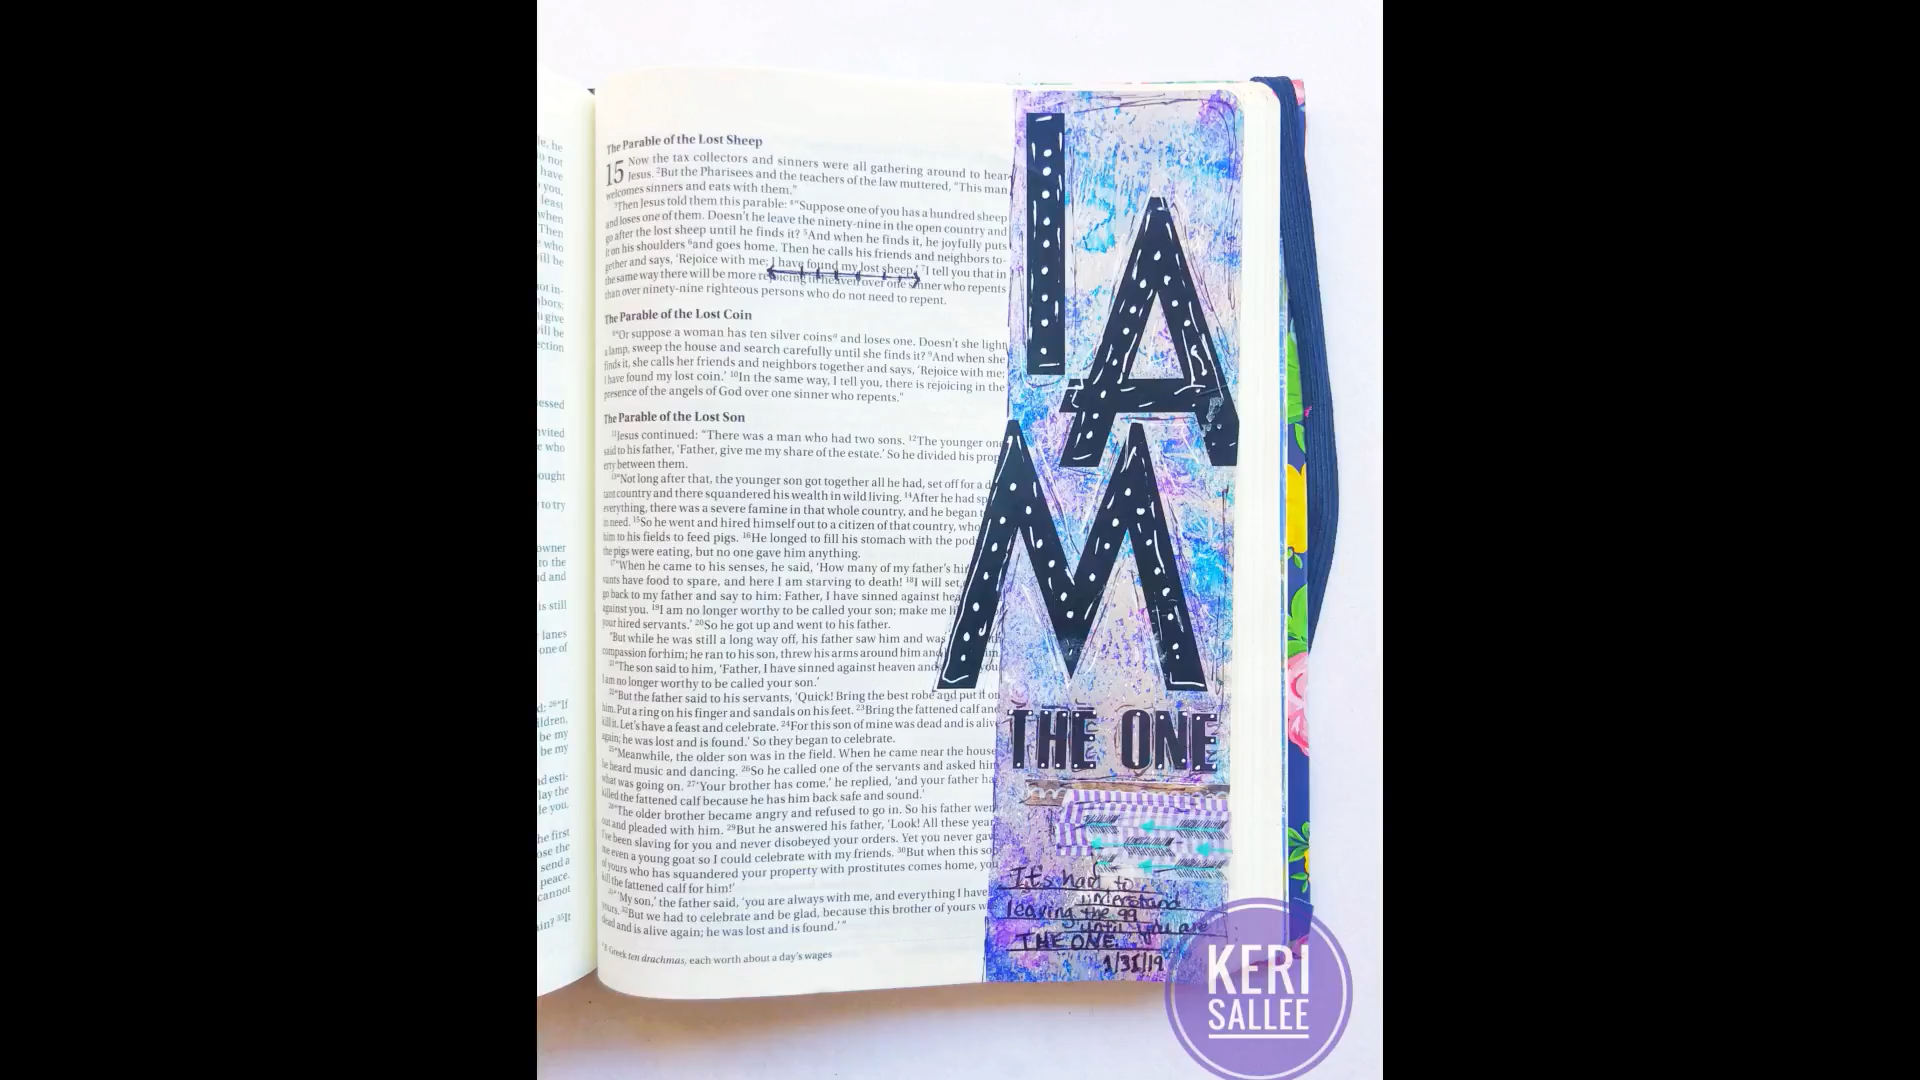 The Parable of the Lost Sheep
15 Now the tax collectors and sinners were all gathering around to hear
Jesus. 2But the Pharisees and the teachers of the law muttered, "This man
welcomes sinners and eats with them."
3Then Jesus told them this parable: 4"Suppose one of you has a hundred sheep
and loses one of them. Doesn't he leave the ninety-nine in the open country and
go after the lost sheep until he finds it? 5And when he finds it, he joyfully puts
it on his shoulders 6and goes home. Then he calls his friends and neighbors to-
gether and says, 'Rejoice with me; I have found my lost sheep.' 7I tell you that in
the same way there will be more rejoicing in heaven over one sinner who repents
than over ninety-nine righteous persons who do not need to repent.
The Parable of the Lost Coin
8"Or suppose a woman has ten silver coinsa and loses one. Doesn't she light
a lamp, sweep the house and search carefully until she finds it? 9And when she
finds it, she calls her friends and neighbors together and says, 'Rejoice with me;
I have found my lost coin.' 10In the same way, I tell you, there is rejoicing in the
presence of the angels of God over one sinner who repents."
The Parable of the Lost Son
11Jesus continued: "There was a man who had two sons. 12The younger one
said to his father, 'Father, give me my share of the estate.' So he divided his prop
erty between them.
13"Not long after that, the younger son got together all he had, set off for a d
tant country and there squandered his wealth in wild living. 14After he had sp
everything, there was a severe famine in that whole country, and he began t
in need. 15So he went and hired himself out to a citizen of that country, who
him to his fields to feed pigs. 16He longed to fill his stomach with the pod
the pigs were eating, but no one gave him anything.
17"When he came to his senses, he said, 'How many of my father's hi
vants have food to spare, and here I am starving to death! 18I will set
go back to my father and say to him: Father, I have sinned against hea
against you. 19I am no longer worthy to be called your son; make me li
your hired servants.' 20So he got up and went to his father.
"But while he was still a long way off, his father saw him and was
compassion for him; he ran to his son, threw his arms around him and
21"The son said to him, 'Father, I have sinned against heaven and you
I am no longer worthy to be called your son.'
22"But the father said to his servants, 'Quick! Bring the best robe and put it on
him. Put a ring on his finger and sandals on his feet. 23Bring the fattened calf and
kill it. Let's have a feast and celebrate. 24For this son of mine was dead and is alive
again; he was lost and is found.' So they began to celebrate.
25"Meanwhile, the older son was in the field. When he came near the house
he heard music and dancing. 26So he called one of the servants and asked him
what was going on. 27'Your brother has come,' he replied, 'and your father ha
killed the fattened calf because he has him back safe and sound.'
28"The older brother became angry and refused to go in. So his father wen
out and pleaded with him. 29But he answered his father, 'Look! All these year
I've been slaving for you and never disobeyed your orders. Yet you never gav
me even a young goat so I could celebrate with my friends. 30But when this so
of yours who has squandered your property with prostitutes comes home, you
kill the fattened calf for him!'
31"'My son,' the father said, 'you are always with me, and everything I have
yours. 32But we had to celebrate and be glad, because this brother of yours w
dead and is alive again; he was lost and is found.'"
a 8 Greek ten drachmas, each worth about a day's wages
I
A
M
THE ONE
It's hard to
understand
leaving the 99
until you are
THE ONE.
1/31/19
KERI
SALLEE